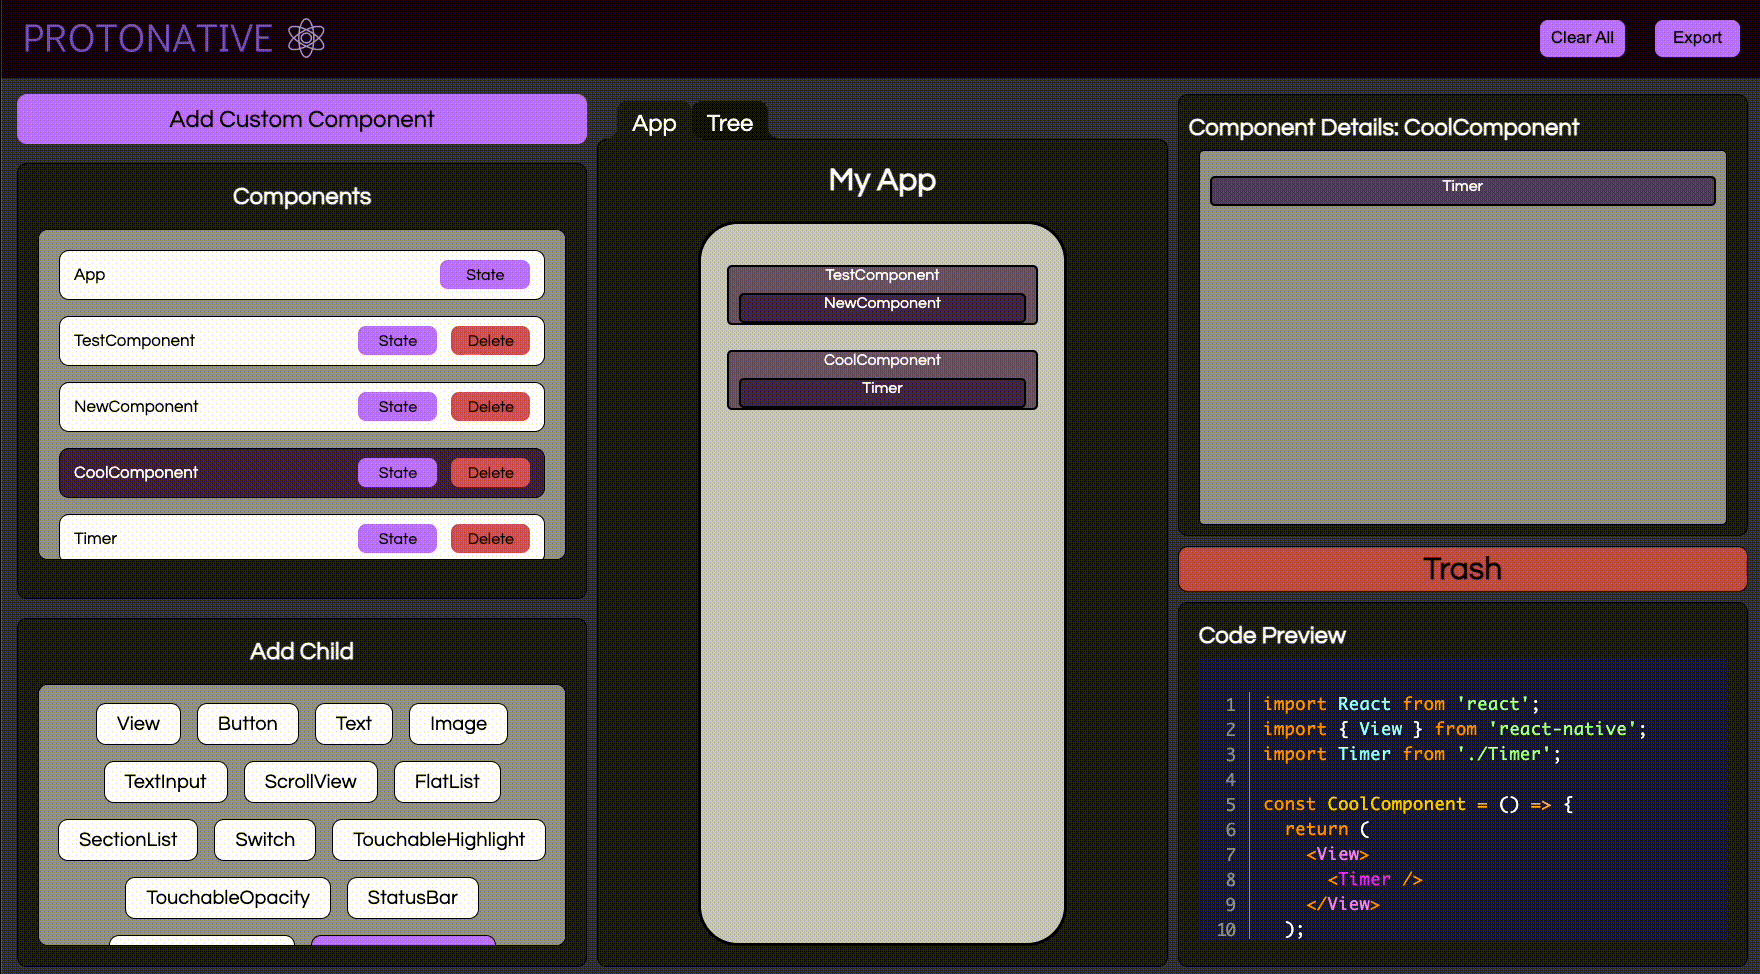 PROTONATIVE
Clear All
Export
Add Custom Component
Components
App
State
TestComponent
State
Delete
NewComponent
State
Delete
CoolComponent
State
Delete
Timer
State
Delete
Add Child
View
Button
Text
Image
TextInput
ScrollView
FlatList
SectionList
Switch
TouchableHighlight
TouchableOpacity
StatusBar
App
Tree
My App
TestComponent
NewComponent
CoolComponent
Timer
Component Details: CoolComponent
Timer
Trash
Code Preview
1 import React from 'react';
2 import { View } from 'react-native';
3 import Timer from './Timer';
4
5 const CoolComponent = () => {
6 return (
7 <View>
8 <Timer />
9 </View>
10 );